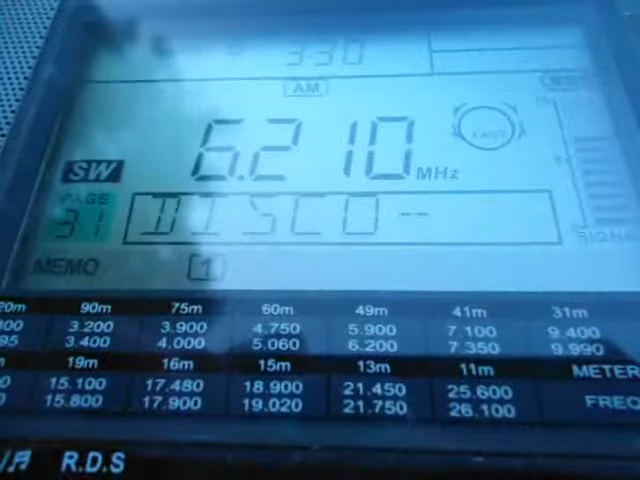 3:30
AM
6.210 MHz
FAST
SW
PAGE
31
DISCO--
SIGNA
MEMO
1
20m 90m 75m 60m 49m 41m 31m
3.200 3.900 4.750 5.900 7.100 9.400
3.400 4.000 5.060 6.200 7.350 9.990
19m 16m 15m 13m 11m METER
15.100 17.480 18.900 21.450 25.600 FREQ
15.800 17.900 19.020 21.750 26.100
R.D.S